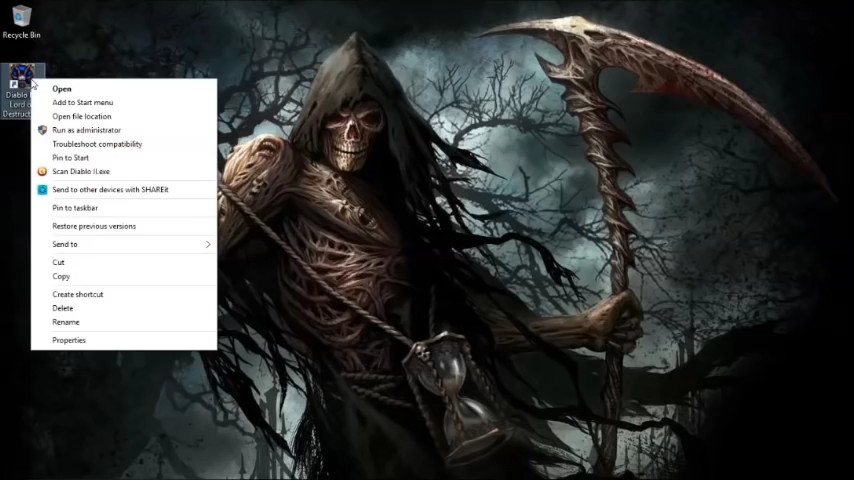 Recycle Bin
Diablo
Lord o
Destruct
Open
Add to Start menu
Open file location
Run as administrator
Troubleshoot compatibility
Pin to Start
Scan Diablo II.exe
Send to other devices with SHAREit
Pin to taskbar
Restore previous versions
Send to
Cut
Copy
Create shortcut
Delete
Rename
Properties